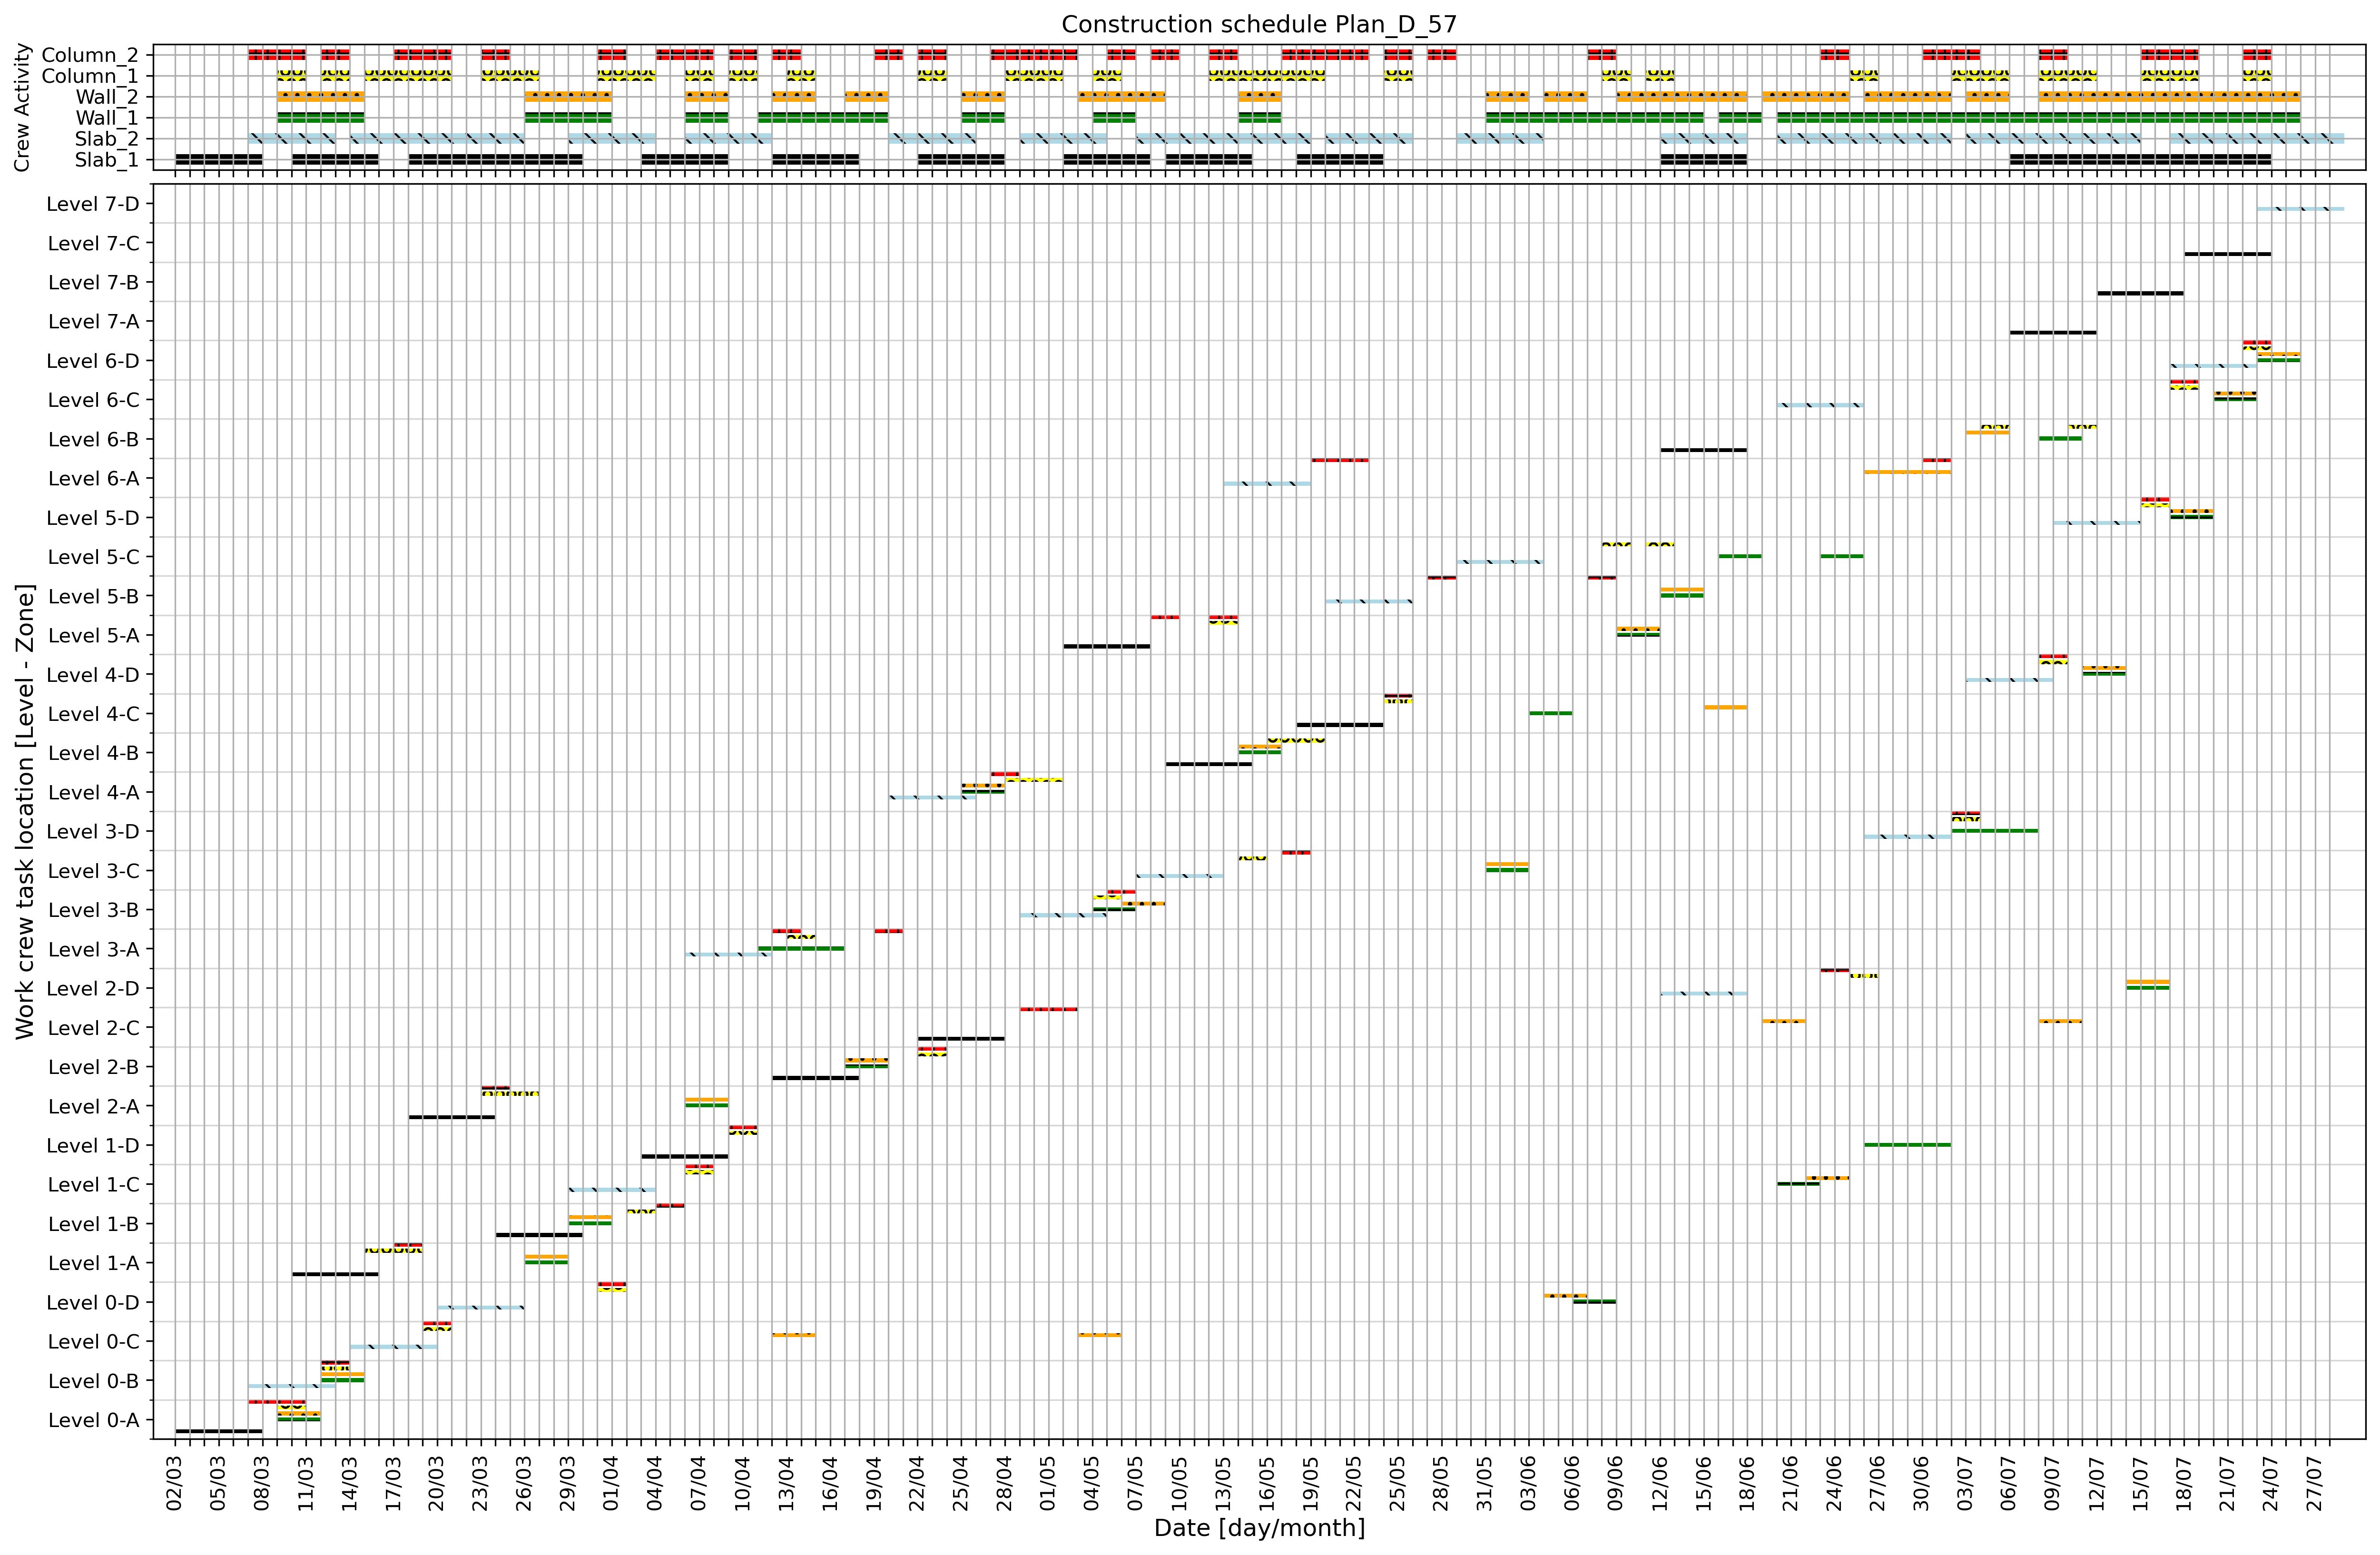 Construction schedule Plan_D_57
Crew Activity
Column_2
Column_1
Wall_2
Wall_1
Slab_2
Slab_1
Work crew task location [Level - Zone]
Level 7-D
Level 7-C
Level 7-B
Level 7-A
Level 6-D
Level 6-C
Level 6-B
Level 6-A
Level 5-D
Level 5-C
Level 5-B
Level 5-A
Level 4-D
Level 4-C
Level 4-B
Level 4-A
Level 3-D
Level 3-C
Level 3-B
Level 3-A
Level 2-D
Level 2-C
Level 2-B
Level 2-A
Level 1-D
Level 1-C
Level 1-B
Level 1-A
Level 0-D
Level 0-C
Level 0-B
Level 0-A
02/03 05/03 08/03 11/03 14/03 17/03 20/03 23/03 26/03 29/03 01/04 04/04 07/04 10/04 13/04 16/04 19/04 22/04 25/04 28/04 01/05 04/05 07/05 10/05 13/05 16/05 19/05 22/05 25/05 28/05 31/05 03/06 06/06 09/06 12/06 15/06 18/06 21/06 24/06 27/06 30/06 03/07 06/07 09/07 12/07 15/07 18/07 21/07 24/07 27/07
Date [day/month]